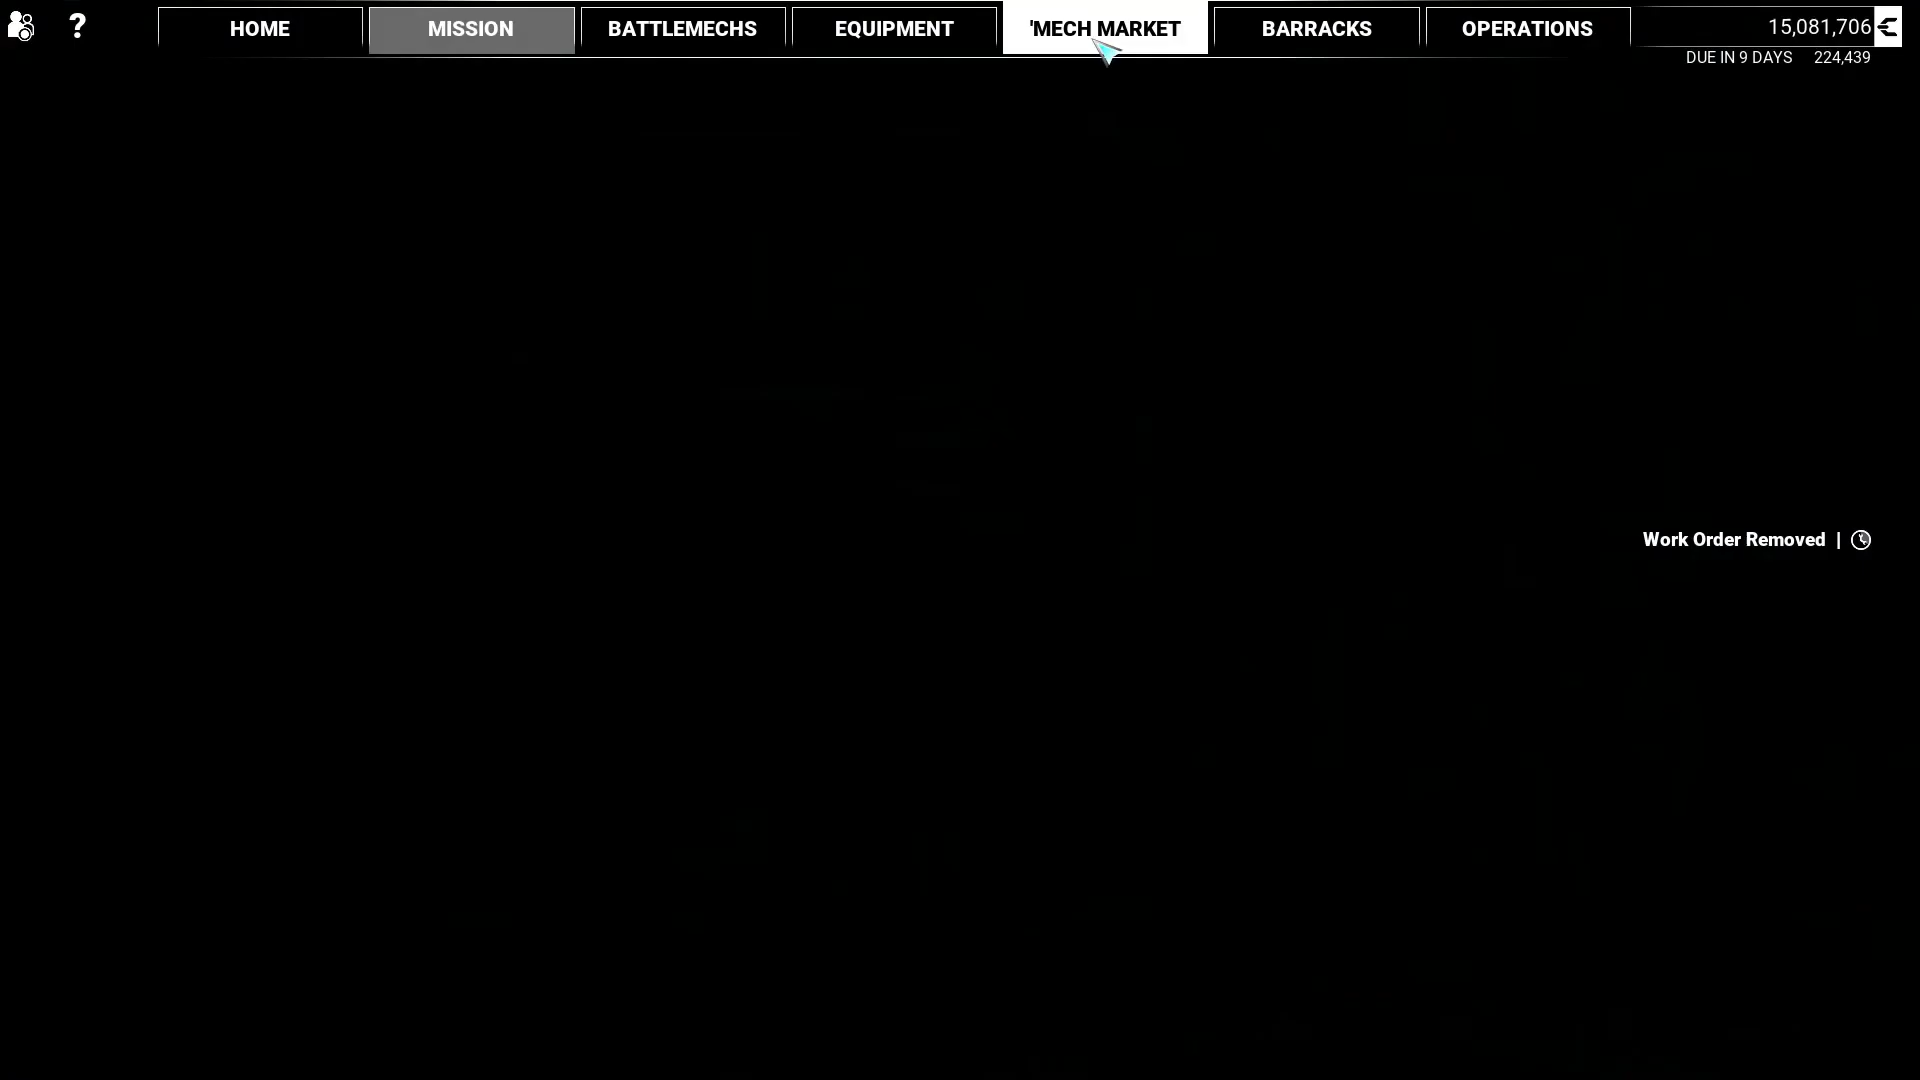 ?
HOME
MISSION
BATTLEMECHS
EQUIPMENT
'MECH MARKET
BARRACKS
OPERATIONS
15,081,706
DUE IN 9 DAYS 224,439
Work Order Removed |